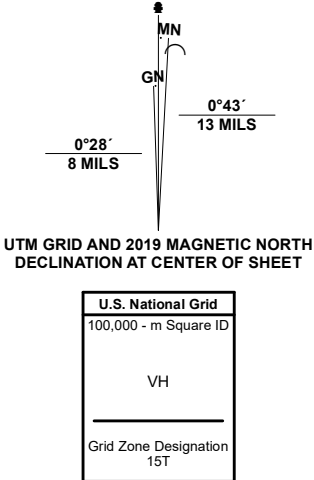 MN
GN
0°43´
13 MILS
0°28´
8 MILS
UTM GRID AND 2019 MAGNETIC NORTH
DECLINATION AT CENTER OF SHEET
U.S. National Grid
100,000 - m Square ID
VH
Grid Zone Designation
15T